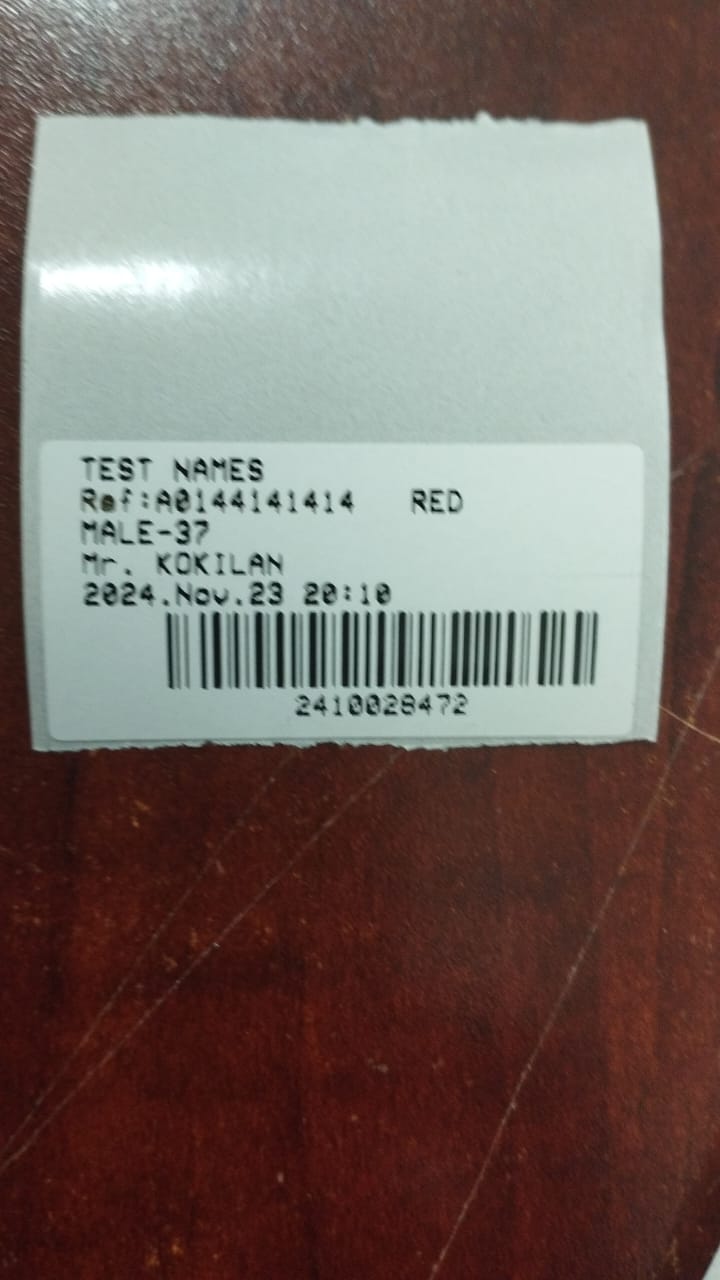 TEST NAMES
Ref:A0144141414 RED
MALE-37
Mr. KOKILAN
2024.Nov.23 20:10
2410028472